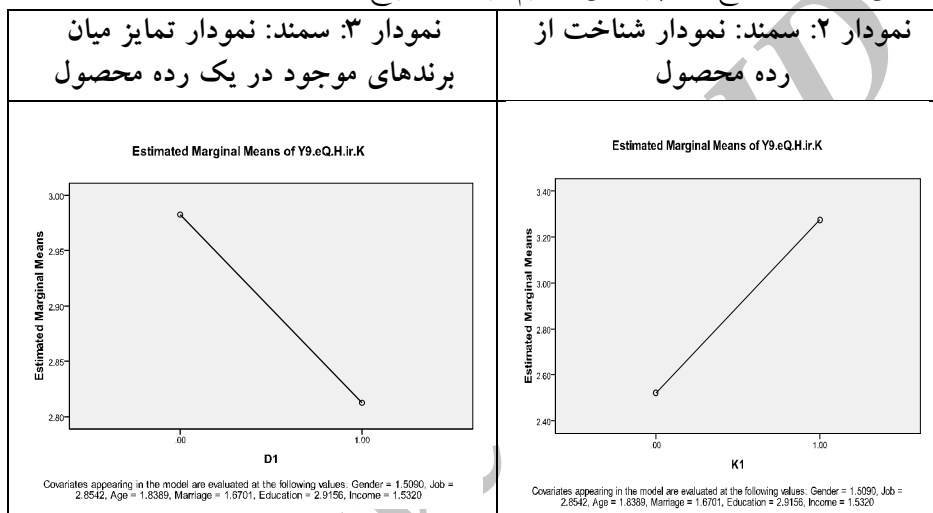 نمودار ۲: سمند: نمودار شناخت از
رده محصول
Estimated Marginal Means of Y9.eQ.H.ir.K
Estimated Marginal Means
3.40
3.20
3.00
2.80
2.60
2.40
.00
1.00
K1
Covariates appearing in the model are evaluated at the following values: Gender = 1.5090, Job =
2.8542, Age = 1.8389, Marriage = 1.6701, Education = 2.9156, Income = 1.5320
نمودار ۳: سمند: نمودار تمایز میان
برندهای موجود در یک رده محصول
Estimated Marginal Means of Y9.eQ.H.ir.K
Estimated Marginal Means
3.00
2.95
2.90
2.85
2.80
.00
1.00
D1
Covariates appearing in the model are evaluated at the following values: Gender = 1.5090, Job =
2.8542, Age = 1.8389, Marriage = 1.6701, Education = 2.9156, Income = 1.5320